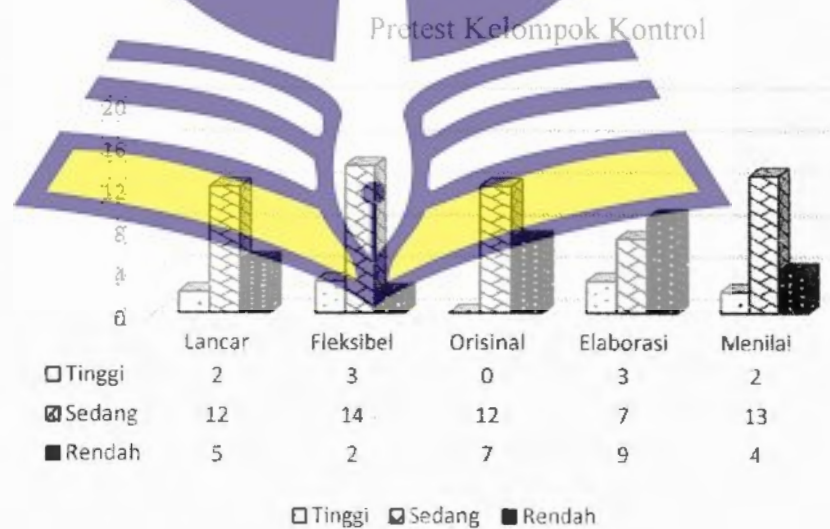 Pretest Kelompok Kontrol
20
16
12
8
4
0
Lancar Fleksibel Orisinal Elaborasi Menilai
Tinggi 2 3 0 3 2
Sedang 12 14 12 7 13
Rendah 5 2 7 9 4
Tinggi Sedang Rendah